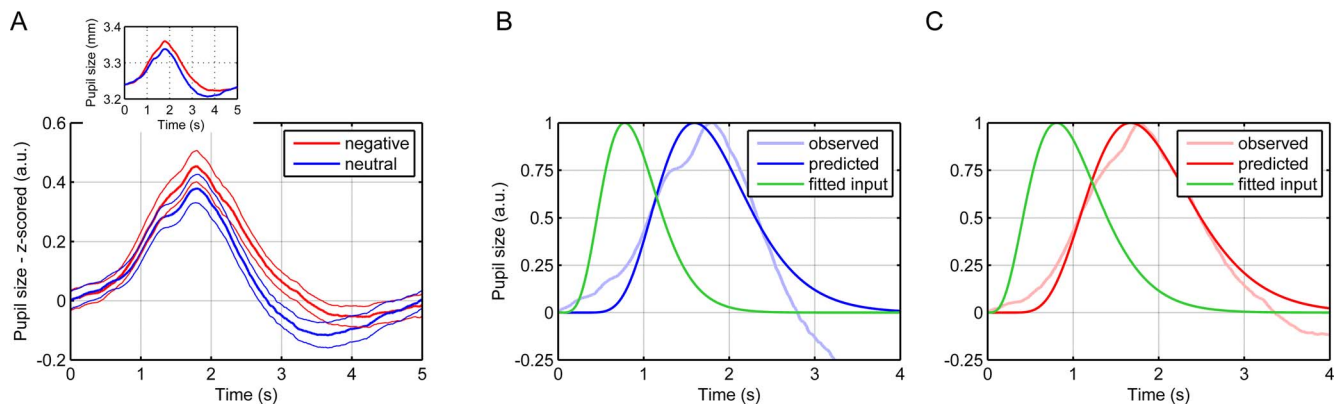 A
Pupil size (mm)
3.4
3.3
3.2
0 1 2 3 4 5
Time (s)
Pupil size - z-scored (a.u.)
0.6
0.4
0.2
0
-0.2
negative
neutral
0 1 2 3 4 5
Time (s)
B
Pupil size (a.u.)
1
0.75
0.5
0.25
0
-0.25
observed
predicted
fitted input
0 1 2 3 4
Time (s)
C
1
0.75
0.5
0.25
0
-0.25
observed
predicted
fitted input
0 1 2 3 4
Time (s)